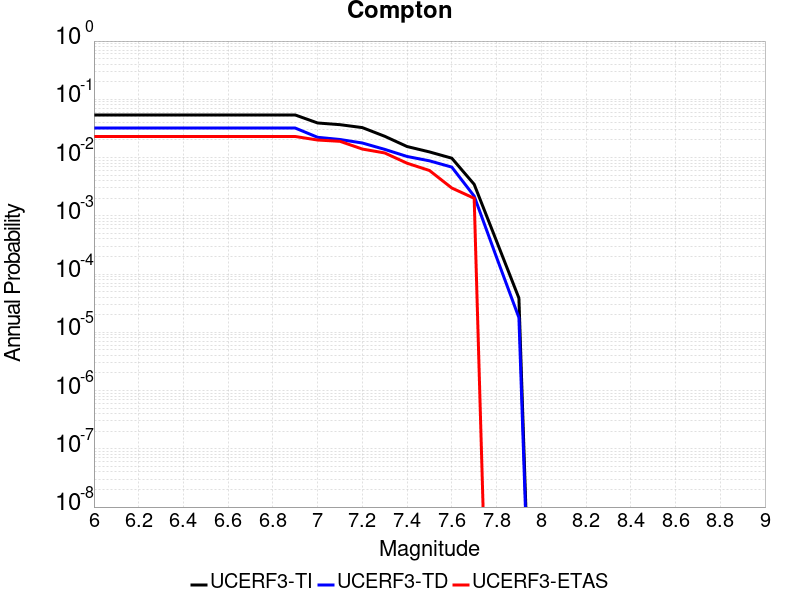 Compton
10^0
10^-1
10^-2
10^-3
10^-4
10^-5
10^-6
10^-7
10^-8
Annual Probability
6 6.2 6.4 6.6 6.8 7 7.2 7.4 7.6 7.8 8 8.2 8.4 8.6 8.8 9
Magnitude
UCERF3-TI UCERF3-TD UCERF3-ETAS